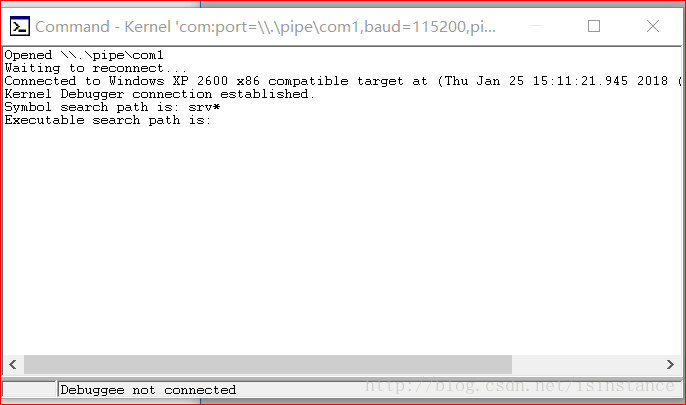 Command - Kernel 'com:port=\\.\pipe\com1,baud=115200,pi...
Opened \\.\pipe\com1
Waiting to reconnect...
Connected to Windows XP 2600 x86 compatible target at (Thu Jan 25 15:11:21.945 2018 (
Kernel Debugger connection established.
Symbol search path is: srv*
Executable search path is:
Debuggee not connected
http://blog.csdn.net/isinstance